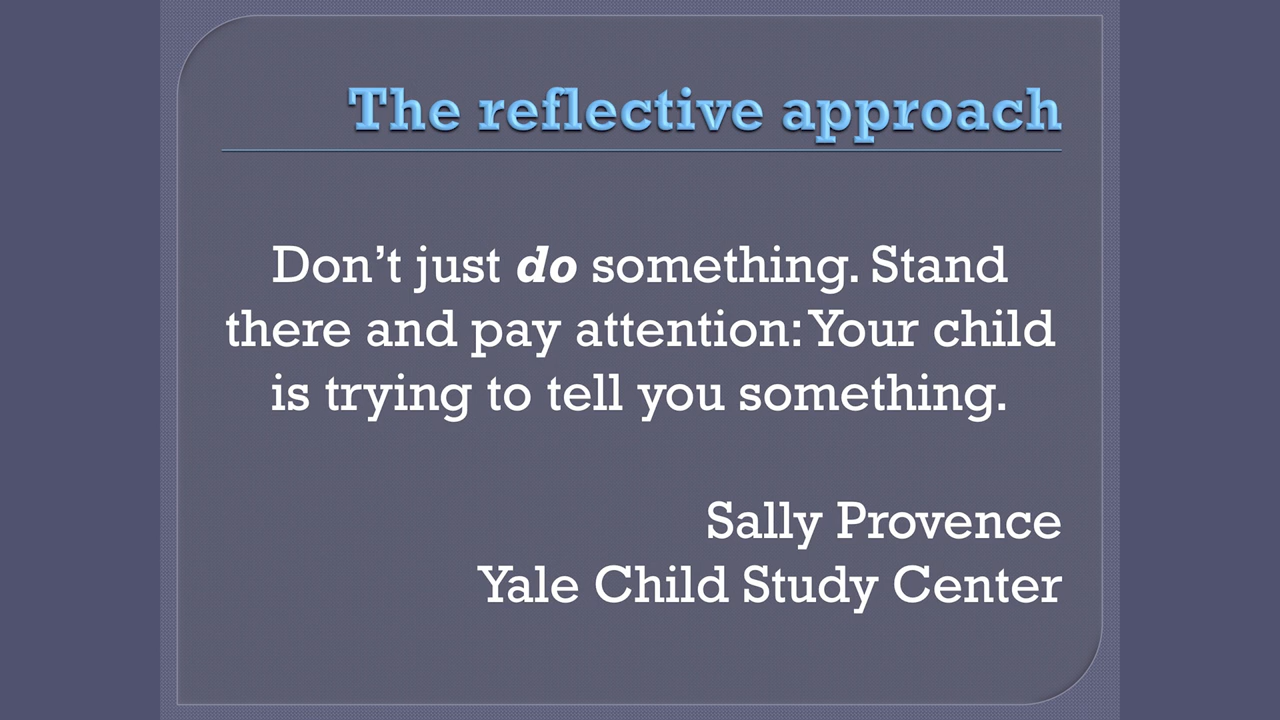 The reflective approach
Don’t just do something. Stand
there and pay attention: Your child
is trying to tell you something.
Sally Provence
Yale Child Study Center